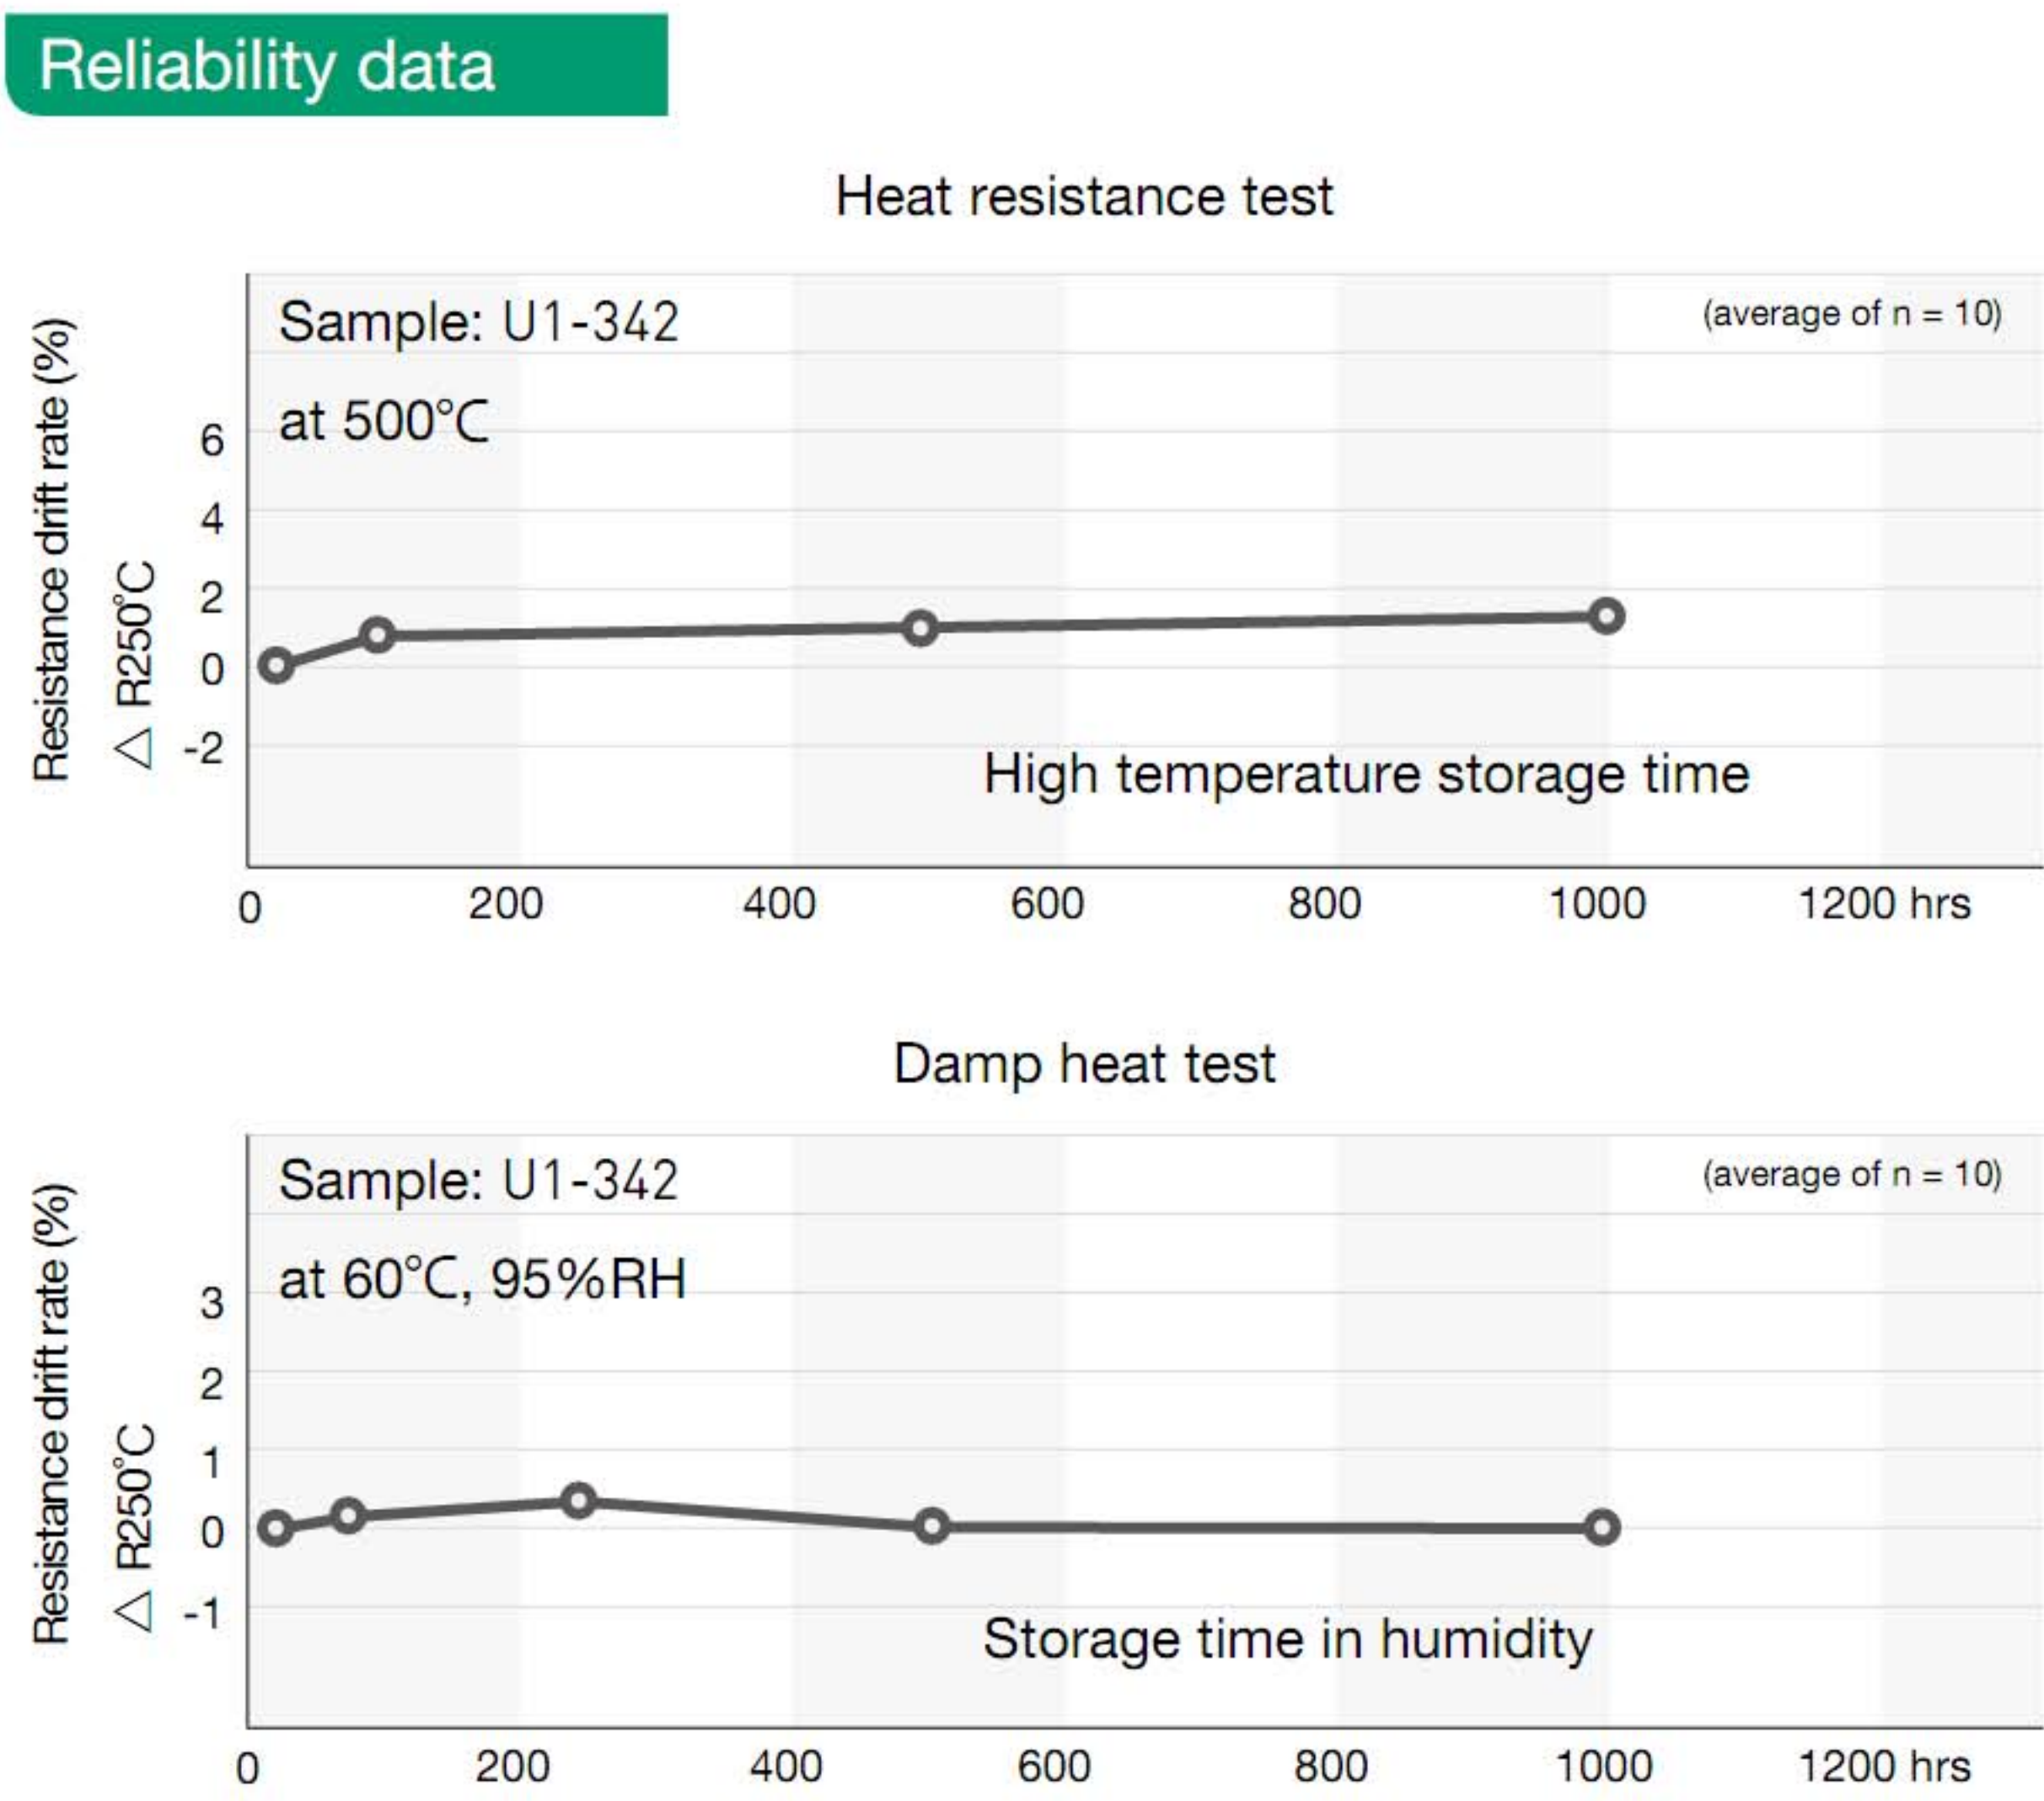 Reliability data
Heat resistance test
Sample: U1-342
(average of n = 10)
at 500℃
Resistance drift rate (%)
△ R250℃
6
4
2
0
-2
High temperature storage time
0 200 400 600 800 1000 1200 hrs
Damp heat test
Sample: U1-342
(average of n = 10)
at 60℃, 95%RH
Resistance drift rate (%)
△ R250℃
3
2
1
0
-1
Storage time in humidity
0 200 400 600 800 1000 1200 hrs